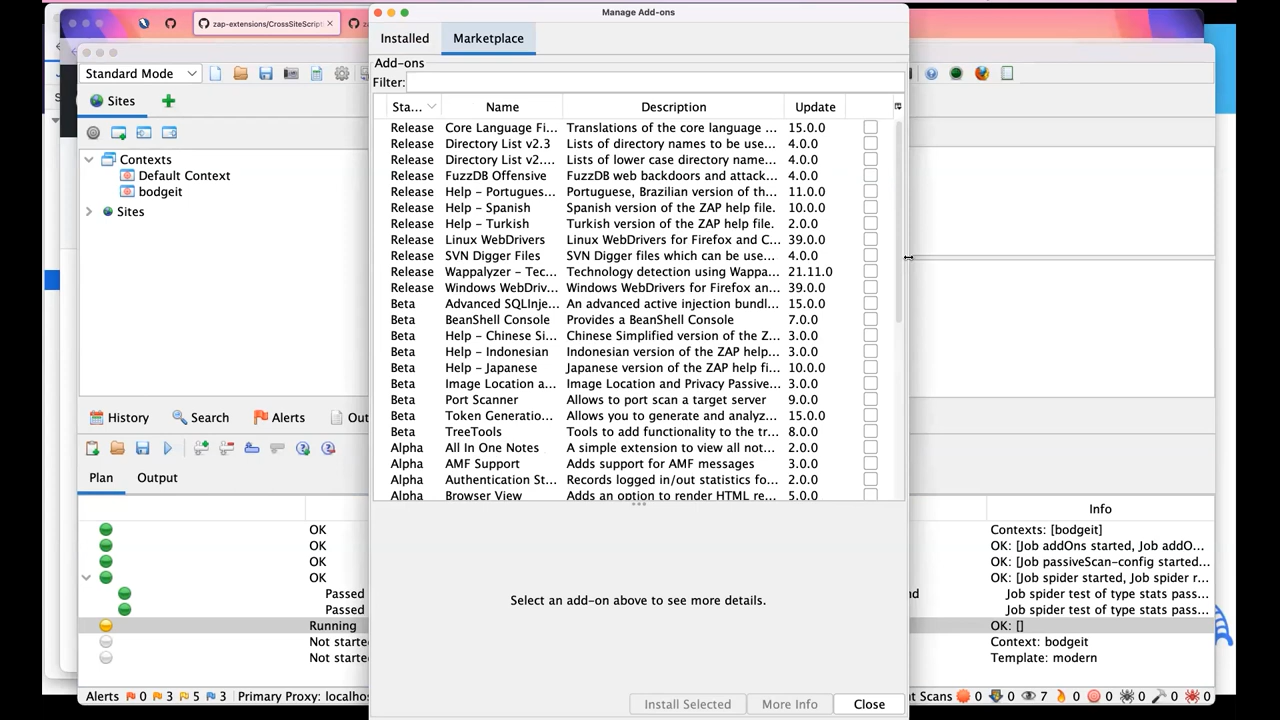 Manage Add-ons
zap-extensions/CrossSiteScript
Installed
Marketplace
Add-ons
Filter:
Standard Mode
Sites
Contexts
Default Context
bodgeit
Sites
Sta... Name Description Update
Release Core Language Fi... Translations of the core language ... 15.0.0
Release Directory List v2.3 Lists of directory names to be use... 4.0.0
Release Directory List v2.... Lists of lower case directory name... 4.0.0
Release FuzzDB Offensive FuzzDB web backdoors and attack... 4.0.0
Release Help - Portugues... Portuguese, Brazilian version of th... 11.0.0
Release Help - Spanish Spanish version of the ZAP help file. 10.0.0
Release Help - Turkish Turkish version of the ZAP help file. 2.0.0
Release Linux WebDrivers Linux WebDrivers for Firefox and C... 39.0.0
Release SVN Digger Files SVN Digger files which can be use... 4.0.0
Release Wappalyzer - Tec... Technology detection using Wappa... 21.11.0
Release Windows WebDriv... Windows WebDrivers for Firefox an... 39.0.0
Beta Advanced SQLInje... An advanced active injection bundl... 15.0.0
Beta BeanShell Console Provides a BeanShell Console 7.0.0
Beta Help - Chinese Si... Chinese Simplified version of the Z... 3.0.0
Beta Help - Indonesian Indonesian version of the ZAP help... 3.0.0
Beta Help - Japanese Japanese version of the ZAP help fi... 10.0.0
Beta Image Location a... Image Location and Privacy Passive... 3.0.0
Beta Port Scanner Allows to port scan a target server 9.0.0
Beta Token Generatio... Allows you to generate and analyz... 15.0.0
Beta TreeTools Tools to add functionality to the tr... 8.0.0
Alpha All In One Notes A simple extension to view all not... 2.0.0
Alpha AMF Support Adds support for AMF messages 3.0.0
Alpha Authentication St... Records logged in/out statistics fo... 2.0.0
Alpha Browser View Adds an option to render HTML re... 5.0.0
Select an add-on above to see more details.
Install Selected
More Info
Close
History
Search
Alerts
Out
Plan
Output
Info
OK Contexts: [bodgeit]
OK OK: [Job addOns started, Job addO...
OK OK: [Job passiveScan-config started...
OK OK: [Job spider started, Job spider r...
Passed nd Job spider test of type stats pass...
Passed Job spider test of type stats pass...
Running OK: []
Not starte Context: bodgeit
Not starte Template: modern
Alerts 0 3 5 3 Primary Proxy: localhos
nt Scans 0 0 7 0 0 0 0 0